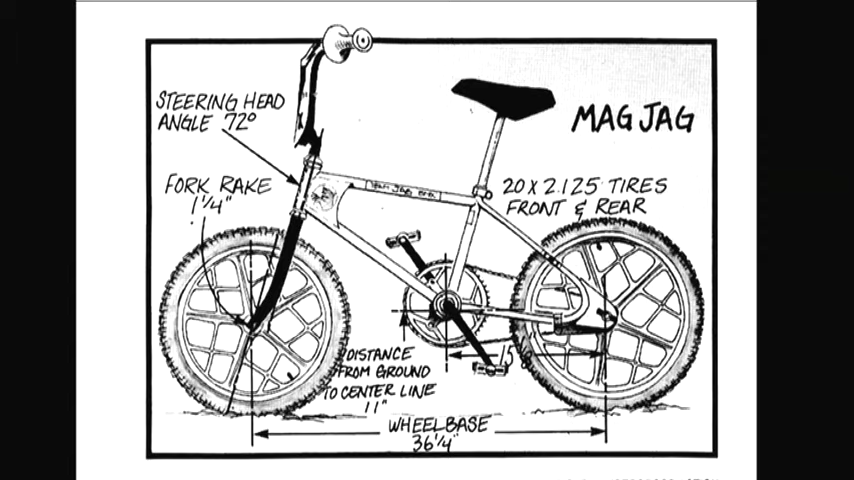 STEERING HEAD
ANGLE 72°
MAG JAG
FORK RAKE
1 1/4"
20 X 2.125 TIRES
FRONT & REAR
DISTANCE
FROM GROUND
TO CENTER LINE
11"
WHEELBASE
36 1/4"